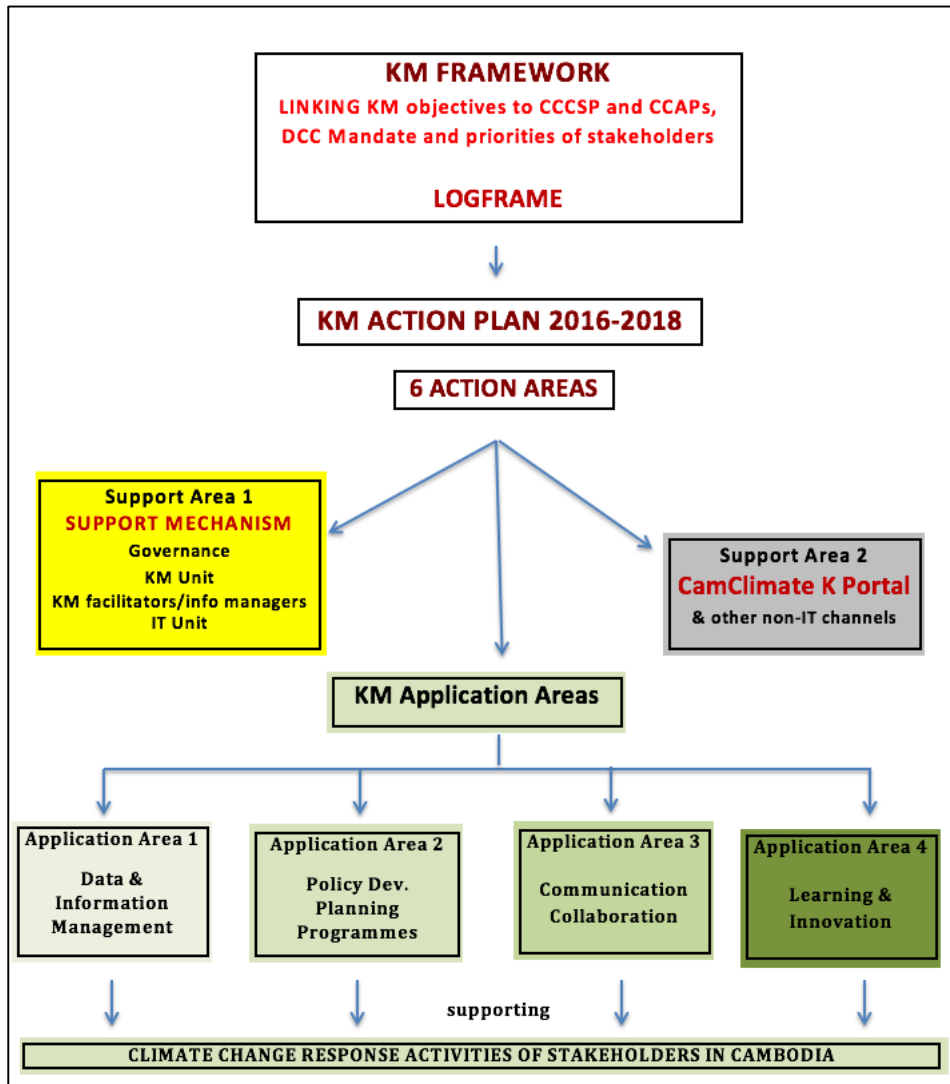 KM FRAMEWORK
LINKING KM objectives to CCCSP and CCAPs,
DCC Mandate and priorities of stakeholders
LOGFRAME
KM ACTION PLAN 2016-2018
6 ACTION AREAS
Support Area 1
SUPPORT MECHANISM
Governance
KM Unit
KM facilitators/info managers
IT Unit
Support Area 2
CamClimate K Portal
& other non-IT channels
KM Application Areas
Application Area 1
Data &
Information
Management
Application Area 2
Policy Dev.
Planning
Programmes
Application Area 3
Communication
Collaboration
Application Area 4
Learning &
Innovation
supporting
CLIMATE CHANGE RESPONSE ACTIVITIES OF STAKEHOLDERS IN CAMBODIA